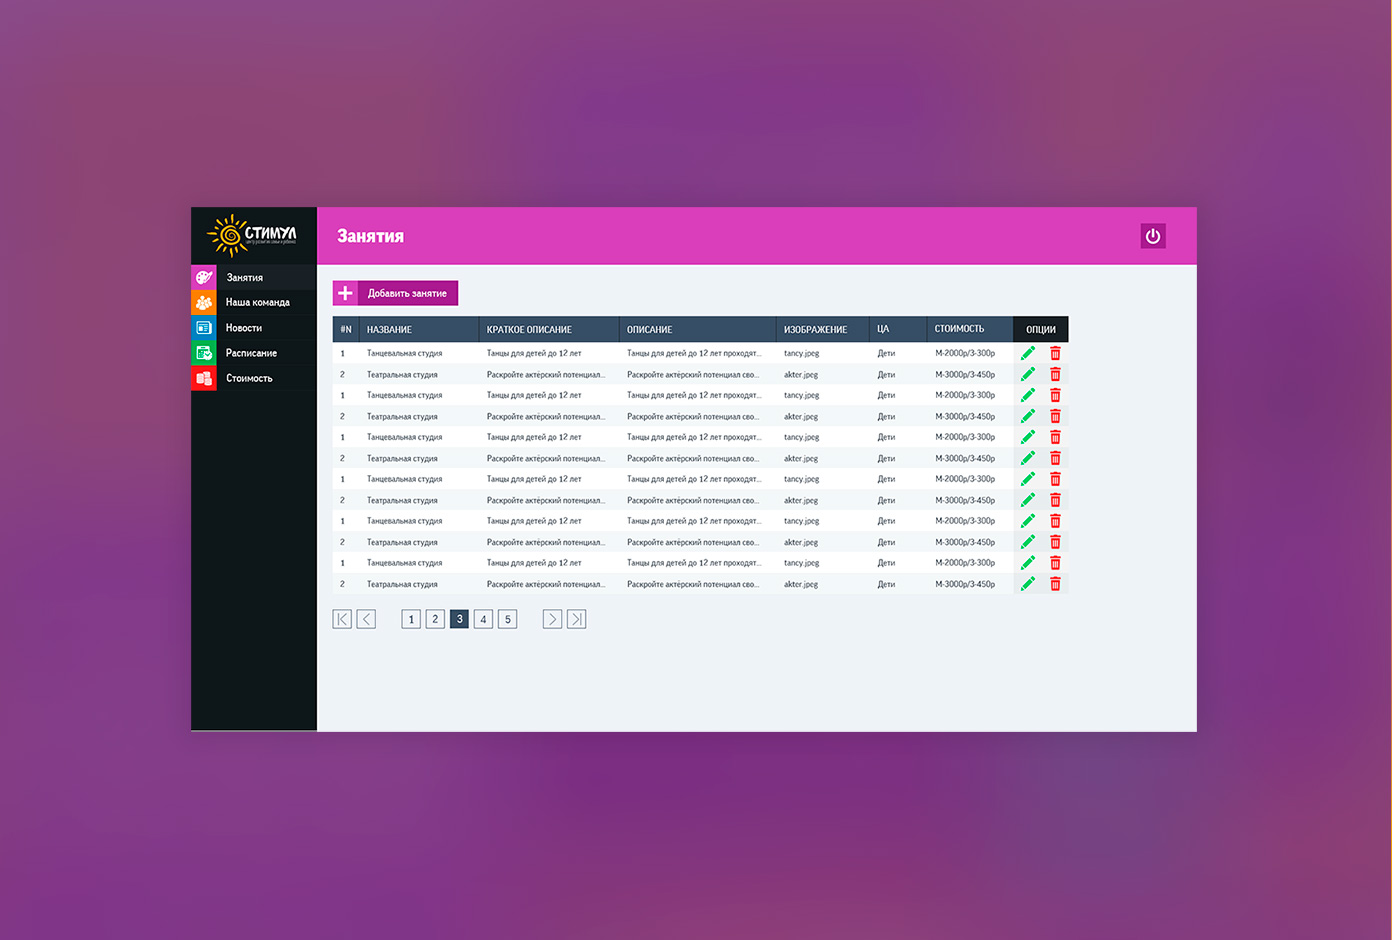 СТИМУЛ
центр развития семьи и ребенка
Занятия
Занятия
Наша команда
Новости
Расписание
Стоимость
Добавить занятие
#N НАЗВАНИЕ КРАТКОЕ ОПИСАНИЕ ОПИСАНИЕ ИЗОБРАЖЕНИЕ ЦА СТОИМОСТЬ ОПЦИИ
1 Танцевальная студия Танцы для детей до 12 лет Танцы для детей до 12 лет проходят... tancy.jpeg Дети М-2000р/З-300р
2 Театральная студия Раскройте актёрский потенциал... Раскройте актёрский потенциал сво... akter.jpeg Дети М-3000р/З-450р
1 Танцевальная студия Танцы для детей до 12 лет Танцы для детей до 12 лет проходят... tancy.jpeg Дети М-2000р/З-300р
2 Театральная студия Раскройте актёрский потенциал... Раскройте актёрский потенциал сво... akter.jpeg Дети М-3000р/З-450р
1 Танцевальная студия Танцы для детей до 12 лет Танцы для детей до 12 лет проходят... tancy.jpeg Дети М-2000р/З-300р
2 Театральная студия Раскройте актёрский потенциал... Раскройте актёрский потенциал сво... akter.jpeg Дети М-3000р/З-450р
1 Танцевальная студия Танцы для детей до 12 лет Танцы для детей до 12 лет проходят... tancy.jpeg Дети М-2000р/З-300р
2 Театральная студия Раскройте актёрский потенциал... Раскройте актёрский потенциал сво... akter.jpeg Дети М-3000р/З-450р
1 Танцевальная студия Танцы для детей до 12 лет Танцы для детей до 12 лет проходят... tancy.jpeg Дети М-2000р/З-300р
2 Театральная студия Раскройте актёрский потенциал... Раскройте актёрский потенциал сво... akter.jpeg Дети М-3000р/З-450р
1 Танцевальная студия Танцы для детей до 12 лет Танцы для детей до 12 лет проходят... tancy.jpeg Дети М-2000р/З-300р
2 Театральная студия Раскройте актёрский потенциал... Раскройте актёрский потенциал сво... akter.jpeg Дети М-3000р/З-450р
1 2 3 4 5